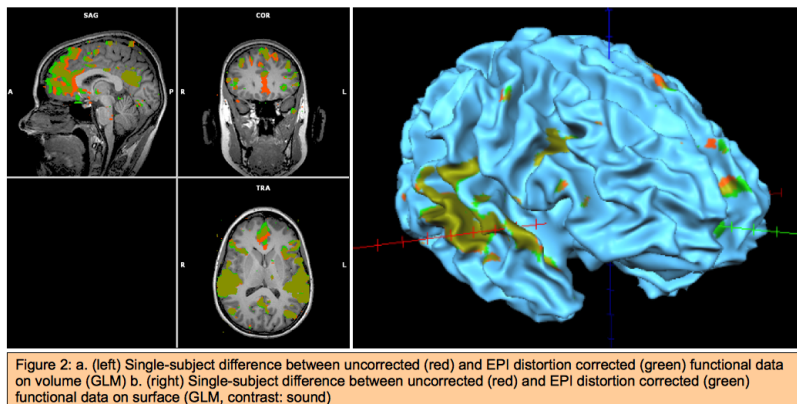 SAG
COR
A
P
R
L
TRA
R
L
Figure 2: a. (left) Single-subject difference between uncorrected (red) and EPI distortion corrected (green) functional data
on volume (GLM) b. (right) Single-subject difference between uncorrected (red) and EPI distortion corrected (green)
functional data on surface (GLM, contrast: sound)